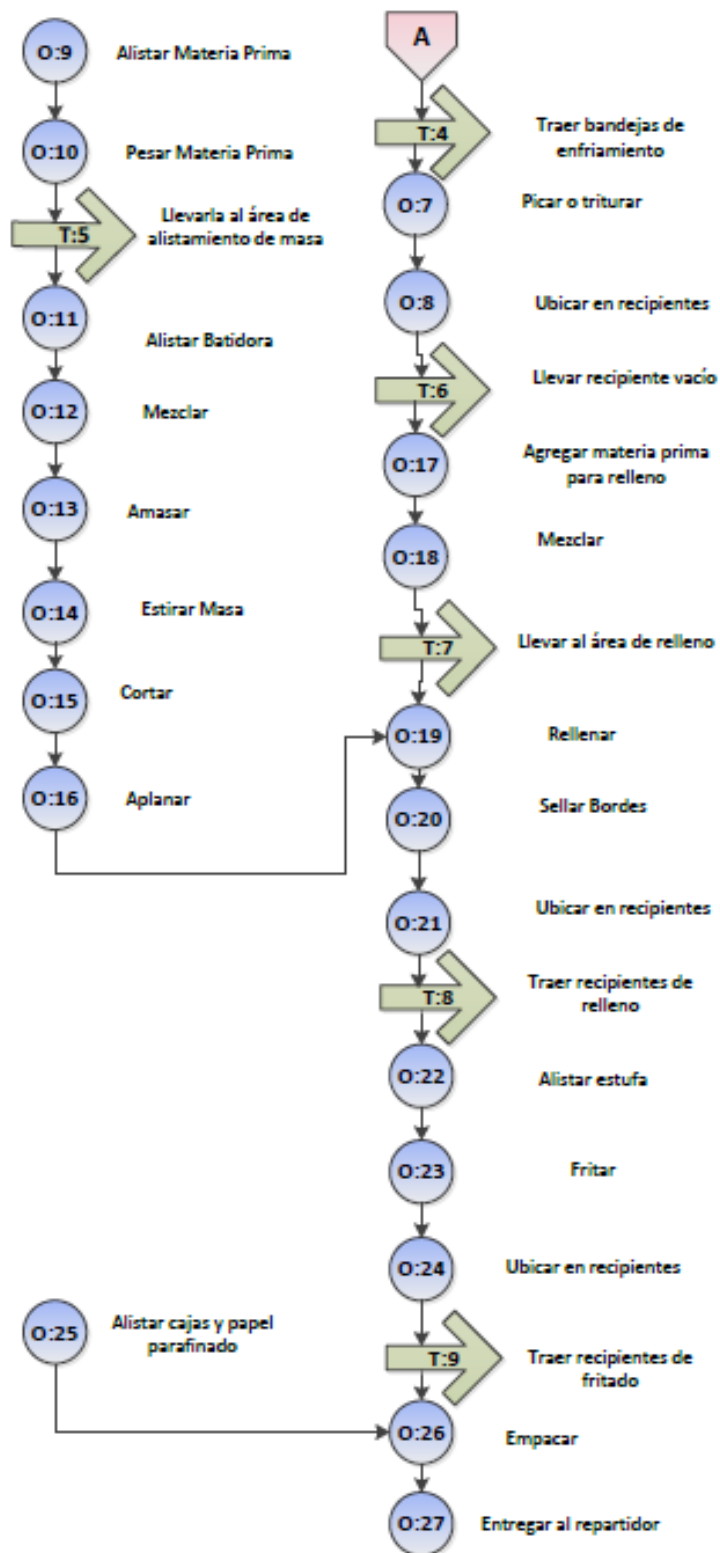 O:9
Alistar Materia Prima
O:10
Pesar Materia Prima
T:5
Llevarla al área de
alistamiento de masa
O:11
Alistar Batidora
O:12
Mezclar
O:13
Amasar
O:14
Estirar Masa
O:15
Cortar
O:16
Aplanar
O:25
Alistar cajas y papel
parafinado
A
T:4
Traer bandejas de
enfriamiento
O:7
Picar o triturar
O:8
Ubicar en recipientes
T:6
Llevar recipiente vacío
O:17
Agregar materia prima
para relleno
O:18
Mezclar
T:7
Llevar al área de relleno
O:19
Rellenar
O:20
Sellar Bordes
O:21
Ubicar en recipientes
T:8
Traer recipientes de
relleno
O:22
Alistar estufa
O:23
Fritar
O:24
Ubicar en recipientes
T:9
Traer recipientes de
fritado
O:26
Empacar
O:27
Entregar al repartidor